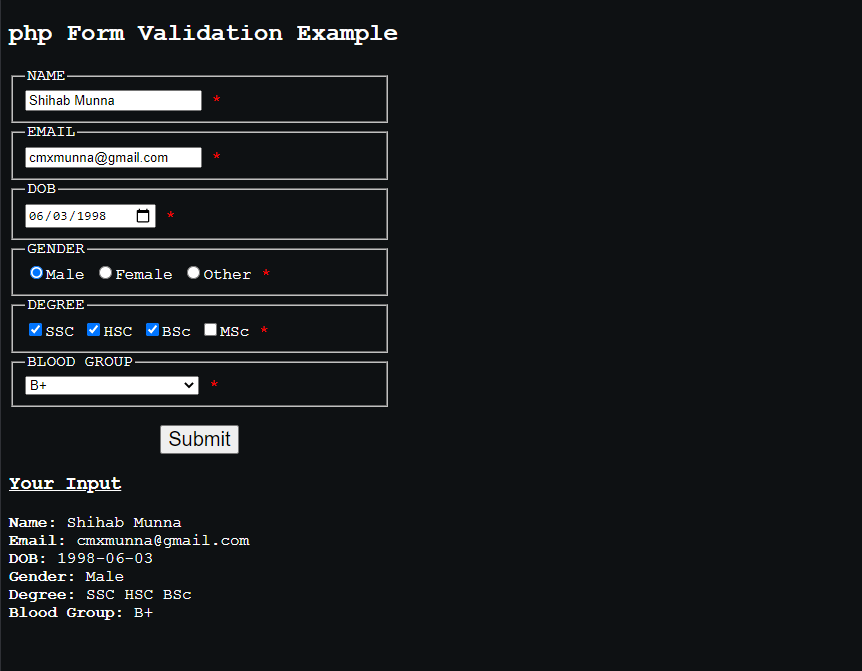 php Form Validation Example
NAME
Shihab Munna *
EMAIL
cmxmunna@gmail.com *
DOB
06/03/1998 *
GENDER
Male Female Other *
DEGREE
SSC HSC BSc MSc *
BLOOD GROUP
B+ *
Submit
Your Input
Name: Shihab Munna
Email: cmxmunna@gmail.com
DOB: 1998-06-03
Gender: Male
Degree: SSC HSC BSc
Blood Group: B+